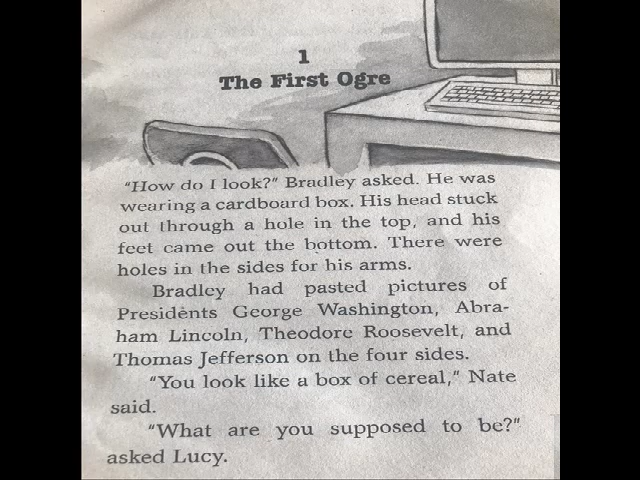 1
The First Ogre
"How do I look?" Bradley asked. He was
wearing a cardboard box. His head stuck
out through a hole in the top, and his
feet came out the bottom. There were
holes in the sides for his arms.
Bradley had pasted pictures of
Presidents George Washington, Abra-
ham Lincoln, Theodore Roosevelt, and
Thomas Jefferson on the four sides.
"You look like a box of cereal," Nate
said.
"What are you supposed to be?"
asked Lucy.